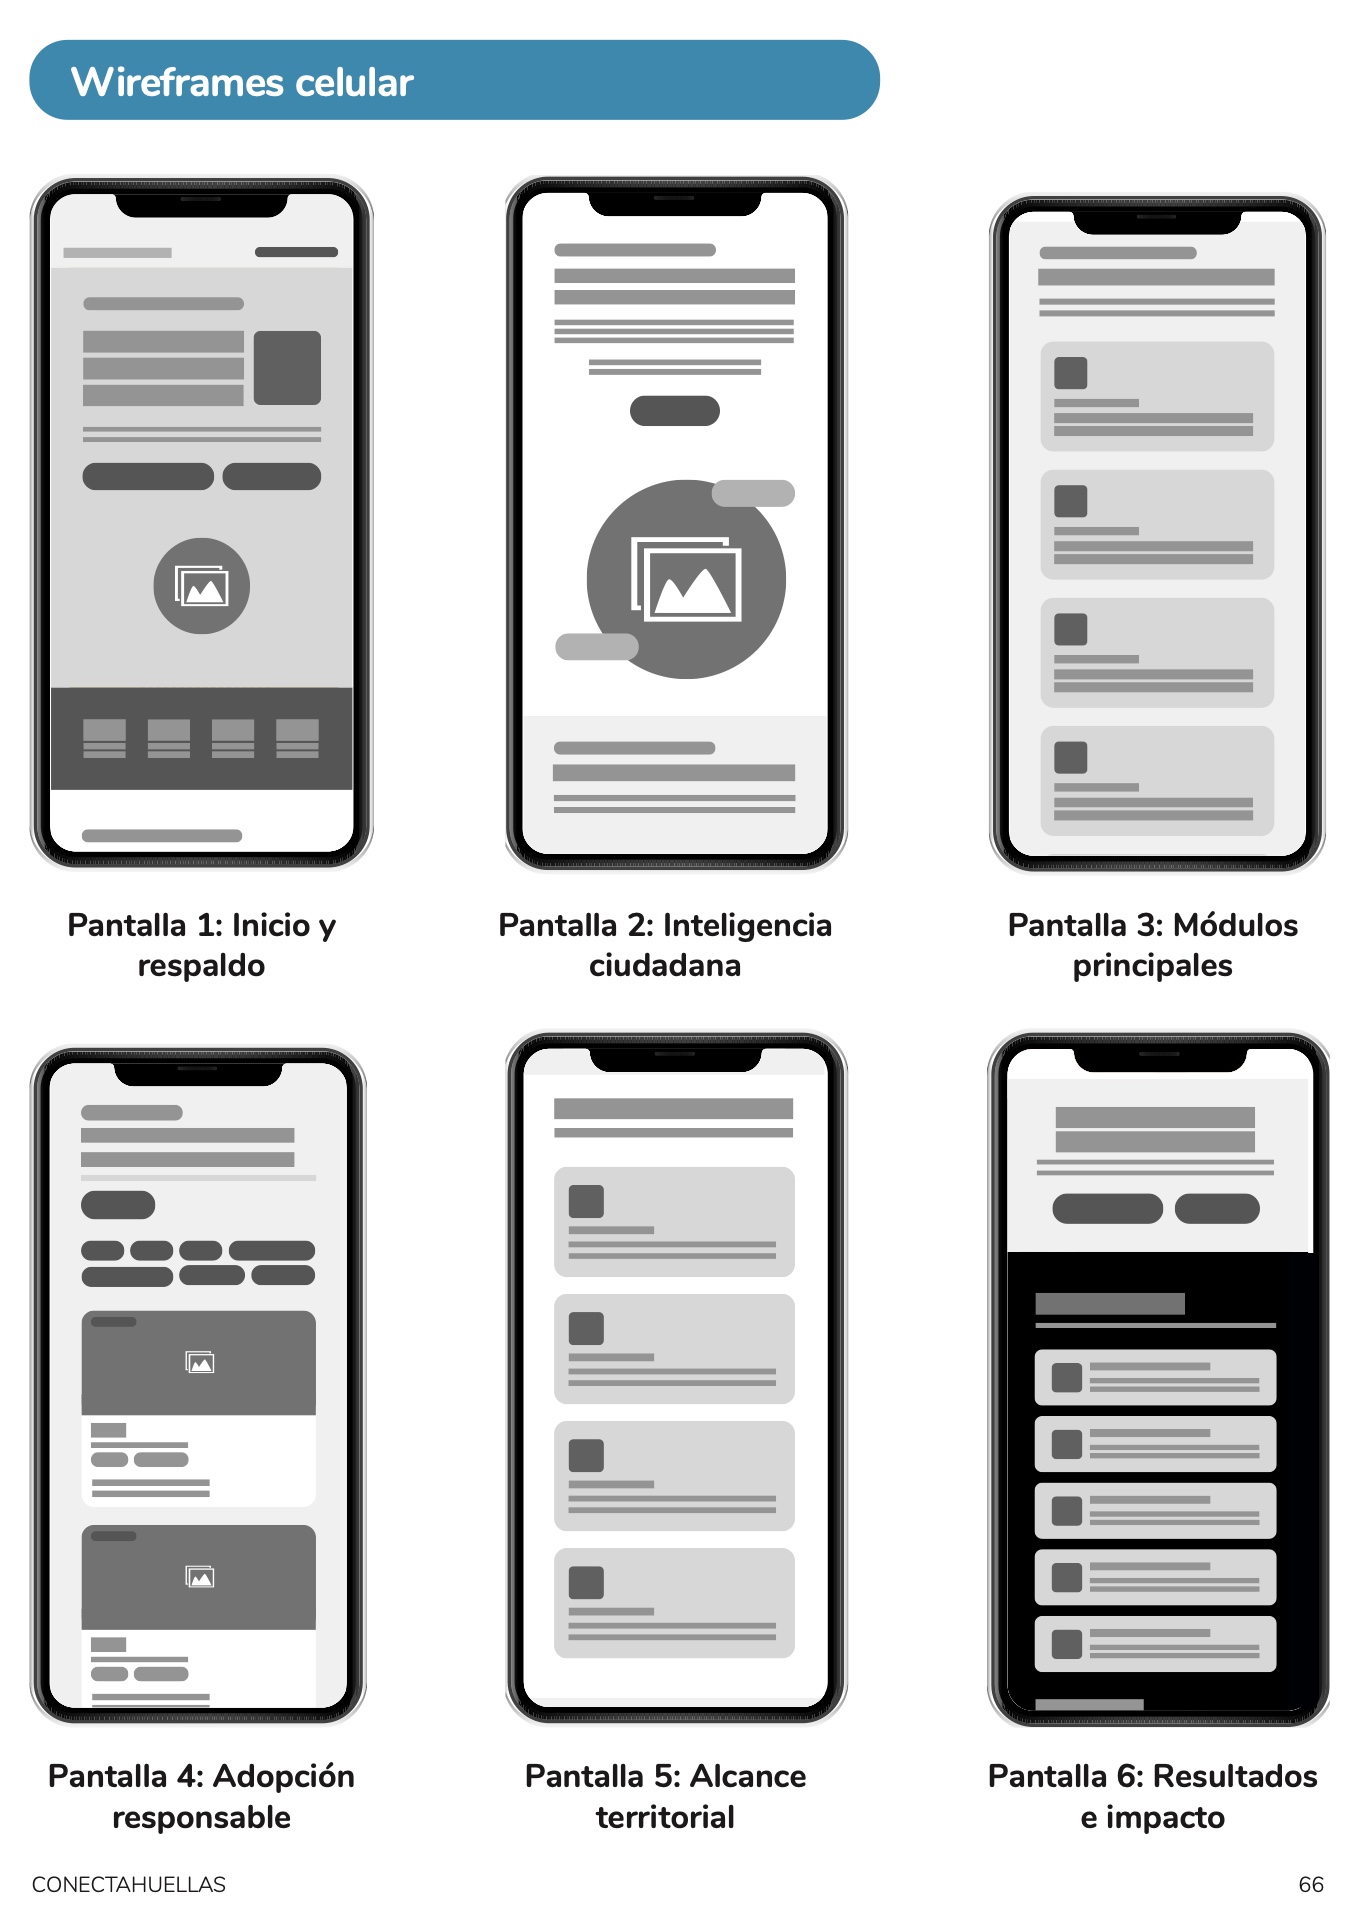 Wireframes celular
Pantalla 1: Inicio y
respaldo
Pantalla 2: Inteligencia
ciudadana
Pantalla 3: Módulos
principales
Pantalla 4: Adopción
responsable
Pantalla 5: Alcance
territorial
Pantalla 6: Resultados
e impacto
CONECTAHUELLAS
66